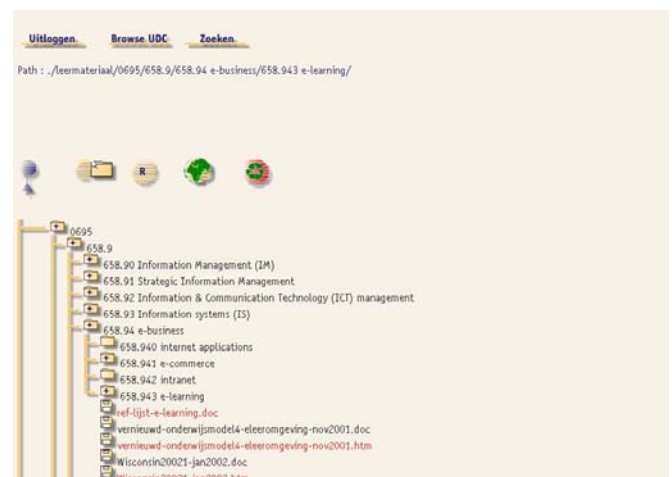 Uitloggen Browse UDC Zoeken
Path : ./leermateriaal/0695/658.9/658.94 e-business/658.943 e-learning/
R
0695
658.9
658.90 Information Management (IM)
658.91 Strategic Information Management
658.92 Information & Communication Technology (ICT) management
658.93 Information systems (IS)
658.94 e-business
658.940 internet applications
658.941 e-commerce
658.942 intranet
658.943 e-learning
ref-lijst-e-learning.doc
vernieuwd-onderwijsmodel4-eleeromgeving-nov2001.doc
vernieuwd-onderwijsmodel4-eleeromgeving-nov2001.htm
Wisconsin20021-jan2002.doc
Wisconsin20021-jan2002.htm